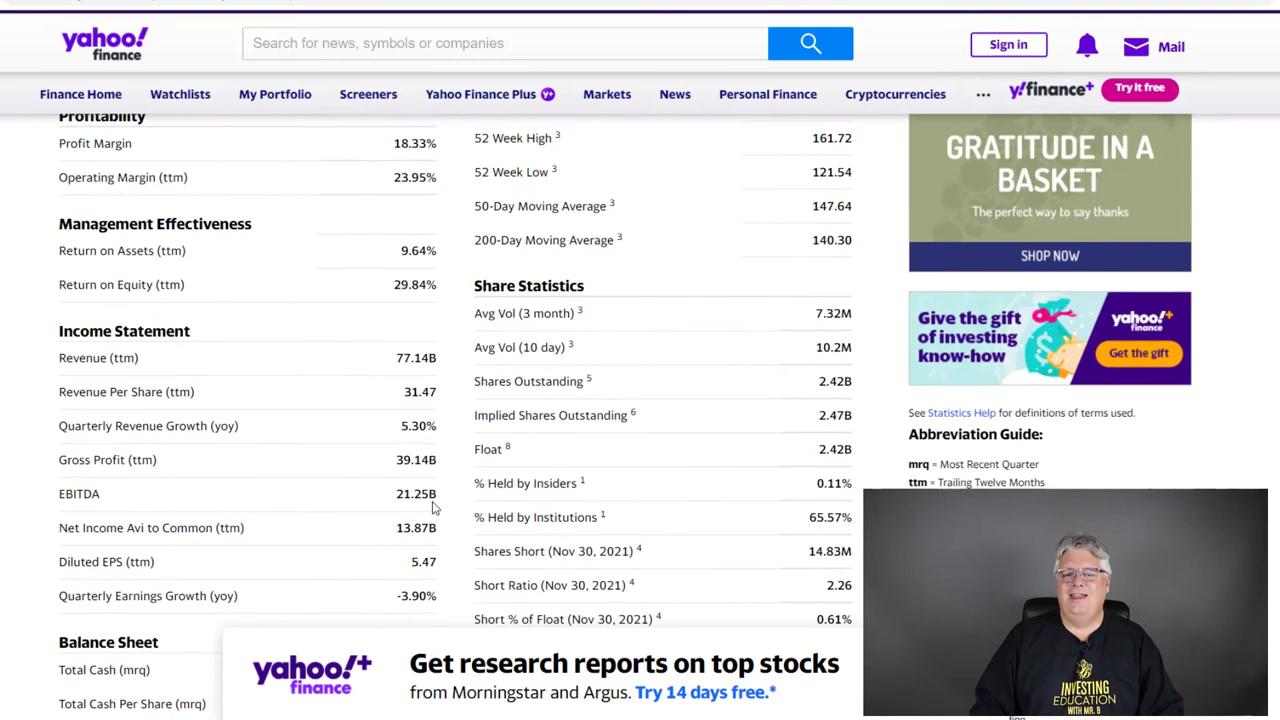 yahoo!
finance
Search for news, symbols or companies
Sign in
Mail
Finance Home
Watchlists
My Portfolio
Screeners
Yahoo Finance Plus Y+
Markets
News
Personal Finance
Cryptocurrencies
...
y!finance+
Try it free
Profitability
Profit Margin 18.33%
Operating Margin (ttm) 23.95%
Management Effectiveness
Return on Assets (ttm) 9.64%
Return on Equity (ttm) 29.84%
Income Statement
Revenue (ttm) 77.14B
Revenue Per Share (ttm) 31.47
Quarterly Revenue Growth (yoy) 5.30%
Gross Profit (ttm) 39.14B
EBITDA 21.25B
Net Income Avi to Common (ttm) 13.87B
Diluted EPS (ttm) 5.47
Quarterly Earnings Growth (yoy) -3.90%
Balance Sheet
Total Cash (mrq)
Total Cash Per Share (mrq)
52 Week High 3 161.72
52 Week Low 3 121.54
50-Day Moving Average 3 147.64
200-Day Moving Average 3 140.30
Share Statistics
Avg Vol (3 month) 3 7.32M
Avg Vol (10 day) 3 10.2M
Shares Outstanding 5 2.42B
Implied Shares Outstanding 6 2.47B
Float 8 2.42B
% Held by Insiders 1 0.11%
% Held by Institutions 1 65.57%
Shares Short (Nov 30, 2021) 4 14.83M
Short Ratio (Nov 30, 2021) 4 2.26
Short % of Float (Nov 30, 2021) 4 0.61%
GRATITUDE IN A
BASKET
The perfect way to say thanks
SHOP NOW
Give the gift
of investing
know-how
yahoo!+
finance
Get the gift
See Statistics Help for definitions of terms used.
Abbreviation Guide:
mrq = Most Recent Quarter
ttm = Trailing Twelve Months
yahoo!+
finance
Get research reports on top stocks
from Morningstar and Argus. Try 14 days free.*
INVESTING
EDUCATION
WITH MR. B